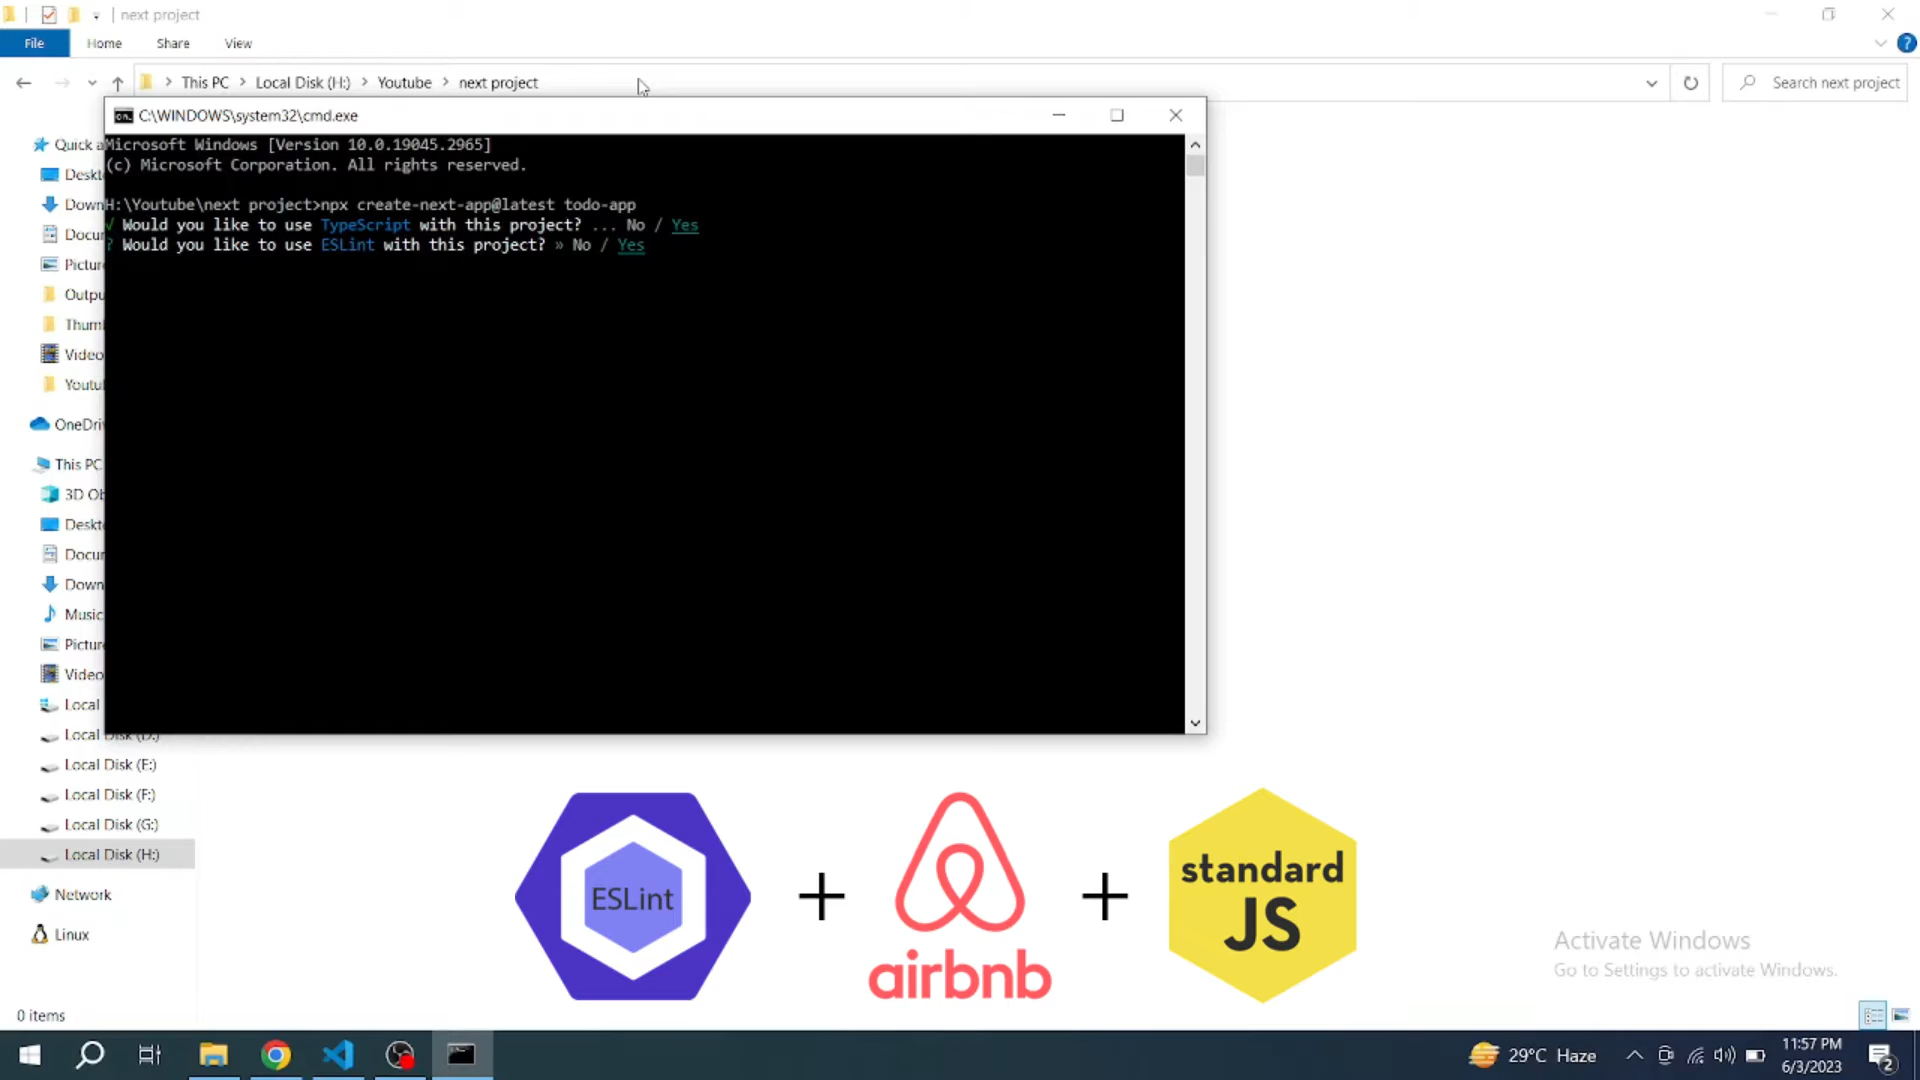 next project
File
Home
Share
View
This PC
Local Disk (H:)
Youtube
next project
Search next project
C:\WINDOWS\system32\cmd.exe
Microsoft Windows [Version 10.0.19045.2965]
(c) Microsoft Corporation. All rights reserved.
H:\Youtube\next project>npx create-next-app@latest todo-app
√ Would you like to use TypeScript with this project? ... No / Yes
? Would you like to use ESLint with this project? » No / Yes
Quick a
Deskt
Down
Docu
Pictur
Outpu
Thum
Video
Youtu
OneDri
This PC
3D Ob
Deskt
Docur
Down
Music
Pictur
Video
Local
Local Disk (D:)
Local Disk (E:)
Local Disk (F:)
Local Disk (G:)
Local Disk (H:)
Network
Linux
0 items
ESLint
+
airbnb
+
standard
JS
Activate Windows
Go to Settings to activate Windows.
29°C Haze
11:57 PM
6/3/2023
2